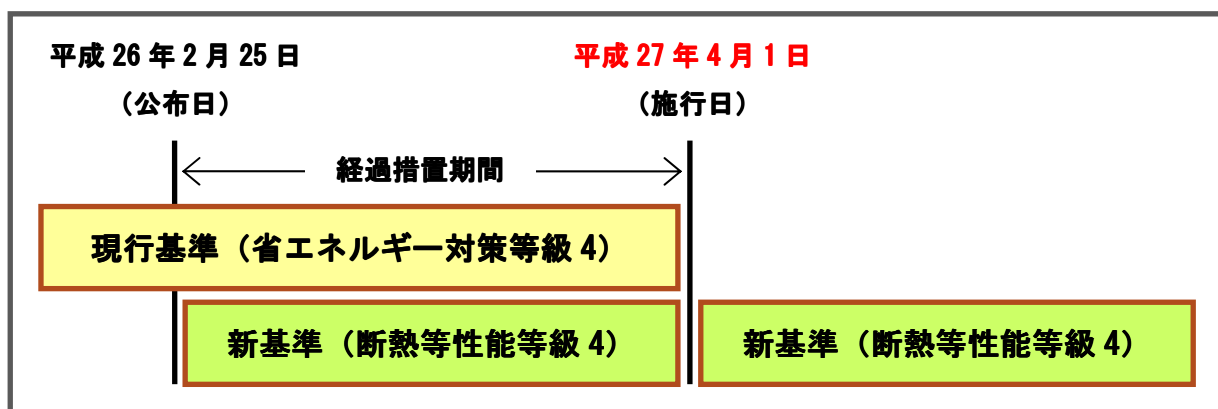 平成 26 年 2 月 25 日
（公布日）
平成 27 年 4 月 1 日
（施行日）
経過措置期間
現行基準（省エネルギー対策等級 4）
新基準（断熱等性能等級 4）
新基準（断熱等性能等級 4）